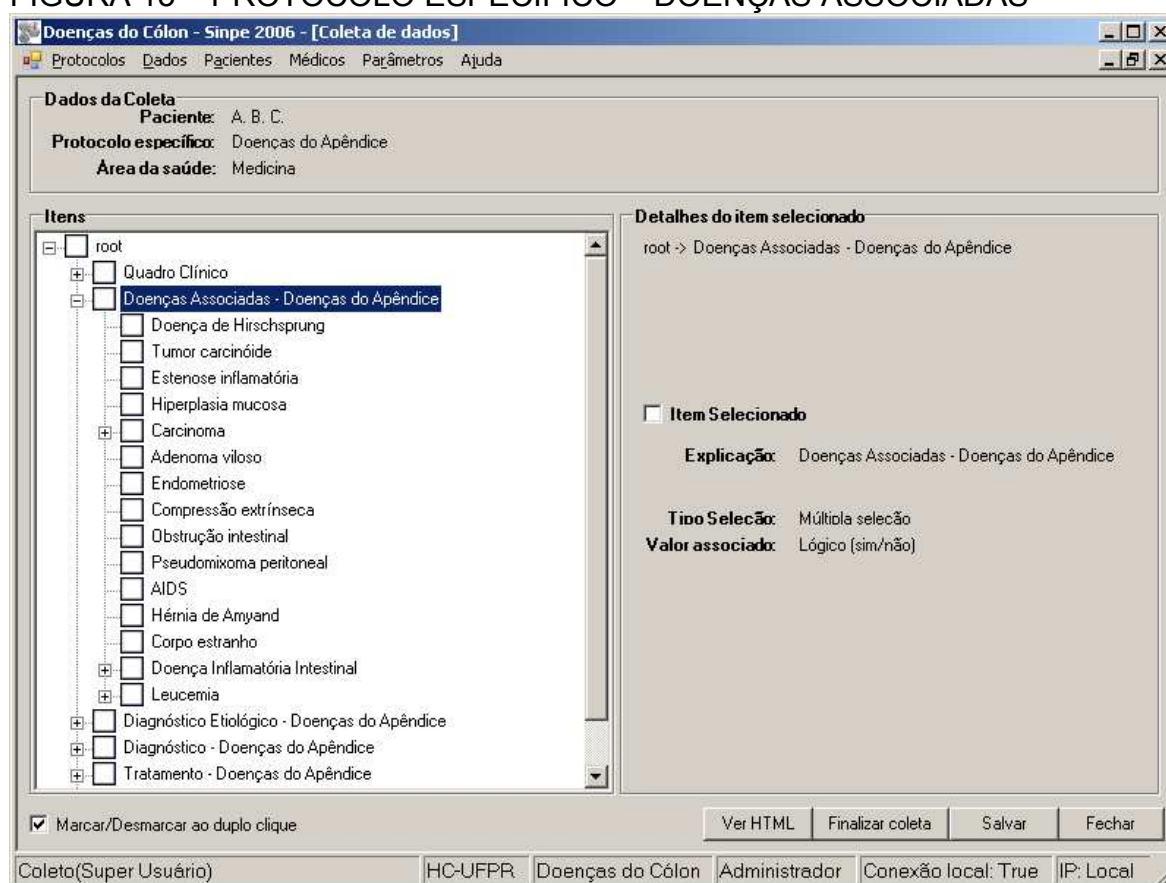 FIGURA 16 – PROTOCOLO ESPECÍFICO – DOENÇAS ASSOCIADAS
Doenças do Cólon - Sinpe 2006 - [Coleta de dados]
Protocolos Dados Pacientes Médicos Parâmetros Ajuda
Dados da Coleta
Paciente: A. B. C.
Protocolo específico: Doenças do Apêndice
Área da saúde: Medicina
Itens
root
Quadro Clínico
Doenças Associadas - Doenças do Apêndice
Doença de Hirschsprung
Tumor carcinóide
Estenose inflamatória
Hiperplasia mucosa
Carcinoma
Adenoma viloso
Endometriose
Compressão extrínseca
Obstrução intestinal
Pseudomixoma peritoneal
AIDS
Hérnia de Amyand
Corpo estranho
Doença Inflamatória Intestinal
Leucemia
Diagnóstico Etiológico - Doenças do Apêndice
Diagnóstico - Doenças do Apêndice
Tratamento - Doenças do Apêndice
Detalhes do item selecionado
root -> Doenças Associadas - Doenças do Apêndice
Item Selecionado
Explicação: Doenças Associadas - Doenças do Apêndice
Tipo Seleção: Múltipla seleção
Valor associado: Lógico (sim/não)
Marcar/Desmarcar ao duplo clique
Ver HTML Finalizar coleta Salvar Fechar
Coleto(Super Usuário) HC-UFPR Doenças do Cólon Administrador Conexão local: True IP: Local